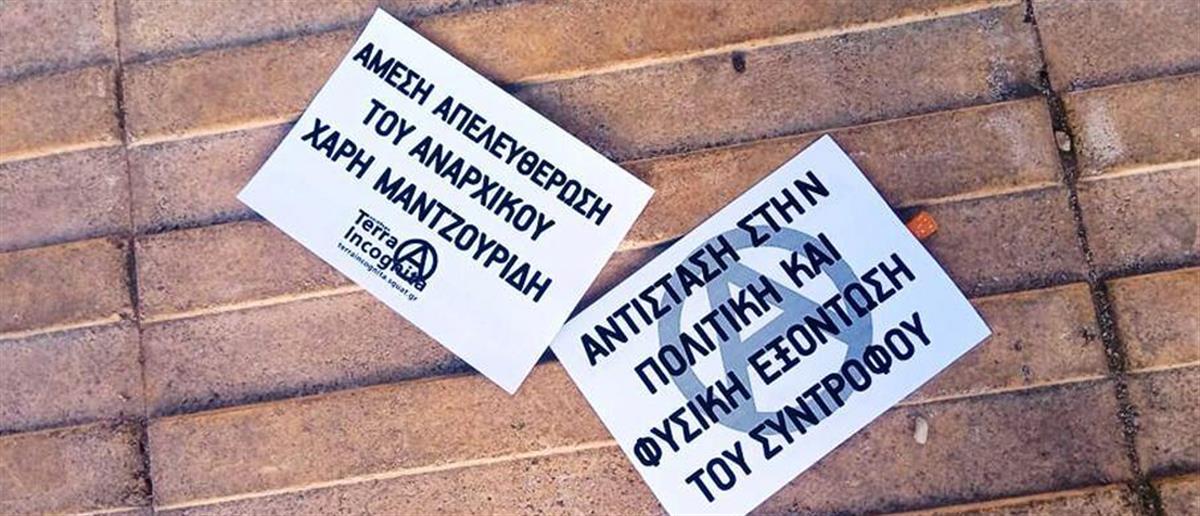 ΑΜΕΣΗ ΑΠΕΛΕΥΘΕΡΩΣΗ
ΤΟΥ ΑΝΑΡΧΙΚΟΥ
ΧΑΡΗ ΜΑΝΤΖΟΥΡΙΔΗ
Terra
Incognita
terraincognita.squat.gr
ΑΝΤΙΣΤΑΣΗ ΣΤΗΝ
ΠΟΛΙΤΙΚΗ ΚΑΙ
ΦΥΣΙΚΗ ΕΞΟΝΤΩΣΗ
ΤΟΥ ΣΥΝΤΡΟΦΟΥ